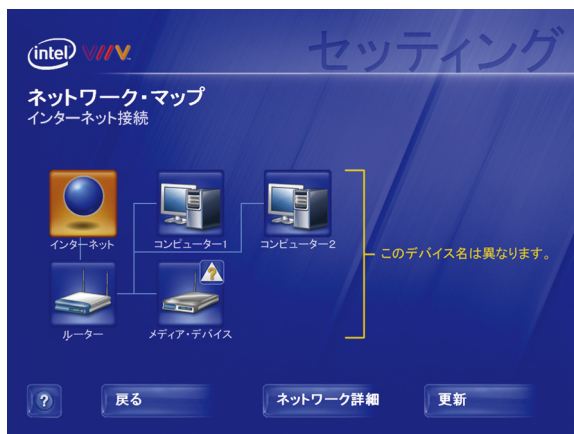 intel VIIV
セッティング
ネットワーク・マップ
インターネット接続
インターネット
コンピューター1
コンピューター2
このデバイス名は異なります。
ルーター
メディア・デバイス
?
?
戻る
ネットワーク詳細
更新